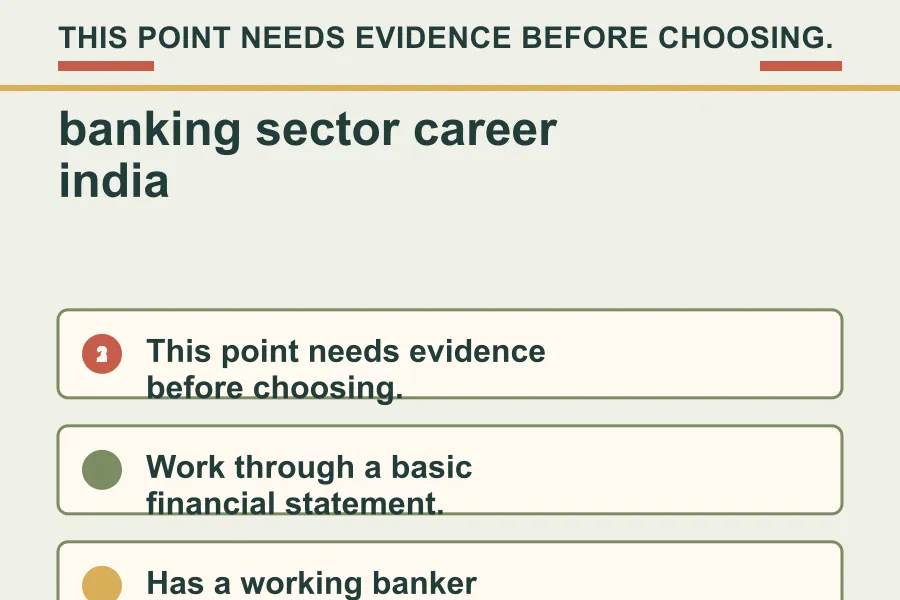 THIS POINT NEEDS EVIDENCE BEFORE CHOOSING.
banking sector career
india
This point needs evidence
before choosing.
Work through a basic
financial statement.
Has a working banker